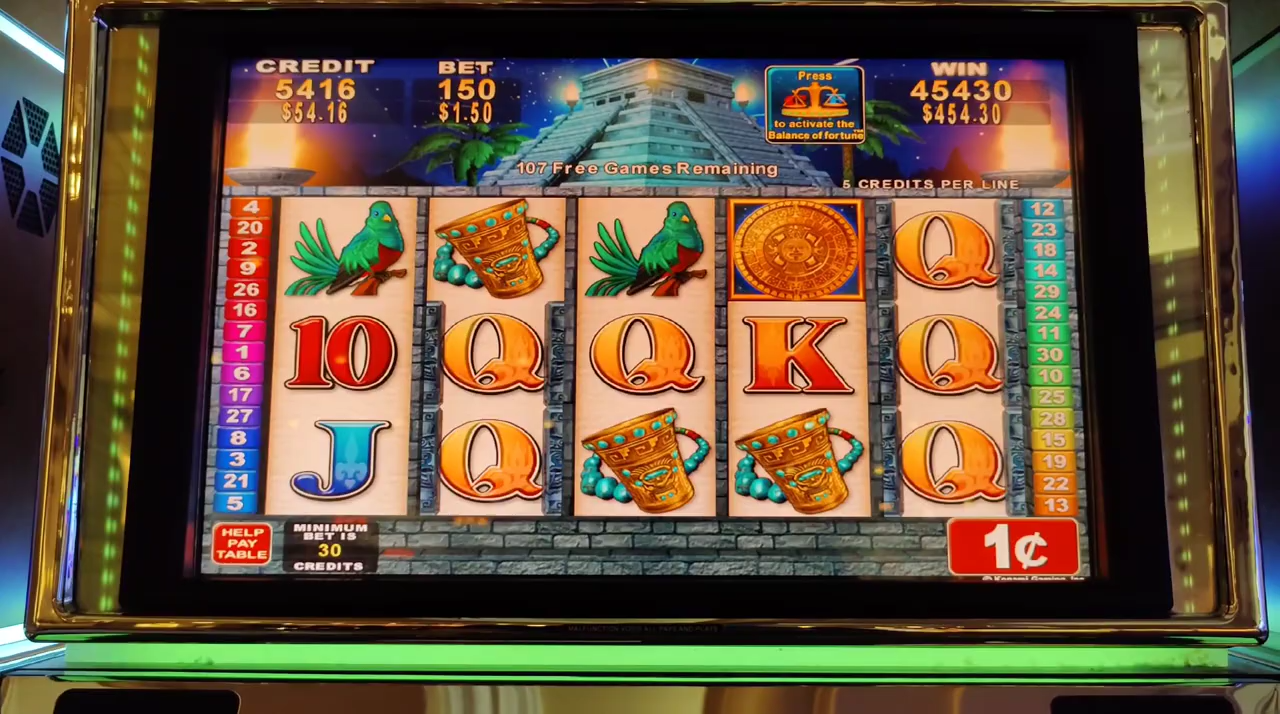 CREDIT
5416
$54.16
BET
150
$1.50
Press
to activate the
Balance of fortune
WIN
45430
$454.30
107 Free Games Remaining
5 CREDITS PER LINE
4
20
2
9
26
16
7
1
6
17
27
8
3
21
5
Q
10
Q
Q
K
Q
J
Q
Q
12
23
18
14
29
24
11
30
10
25
28
15
19
22
13
HELP
PAY
TABLE
MINIMUM
BET IS
30
CREDITS
1¢
© Konami Gaming, Inc